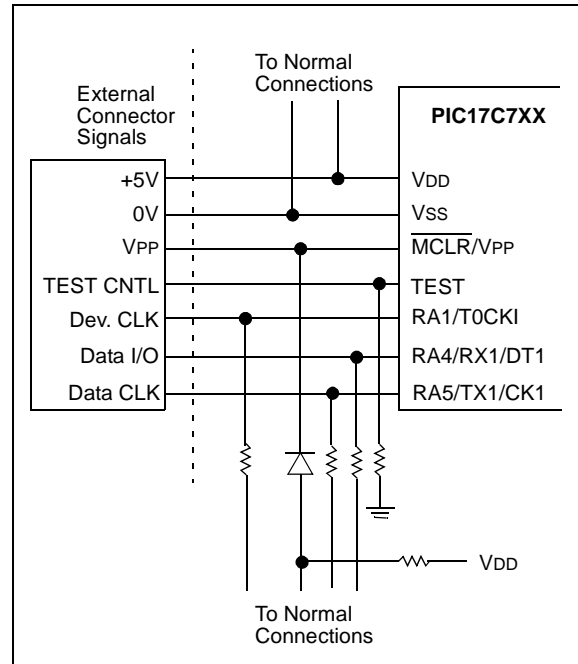 To Normal
Connections
External
Connector
Signals
PIC17C7XX
+5V
VDD
0V
VSS
VPP
MCLR/VPP
TEST CNTL
TEST
Dev. CLK
RA1/T0CKI
Data I/O
RA4/RX1/DT1
Data CLK
RA5/TX1/CK1
VDD
To Normal
Connections